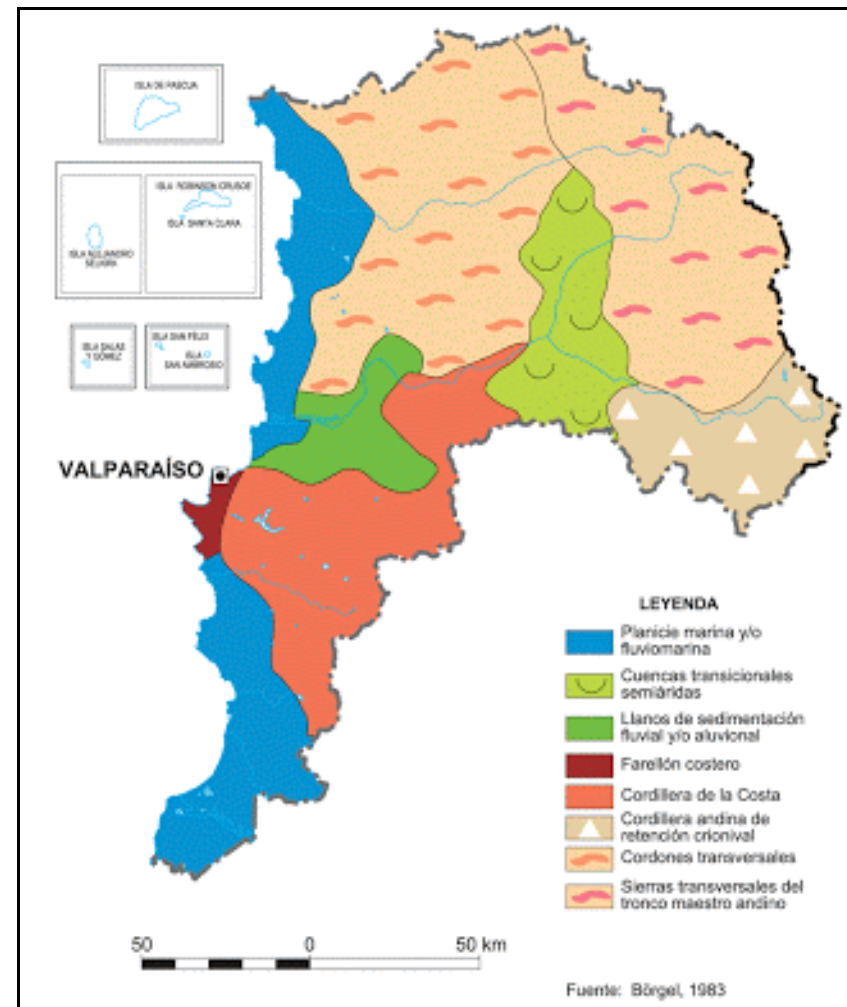 ISLA DE PASCUA
ISLA ROBINSON CRUSOE
ISLA SANTA CLARA
ISLA ALEJANDRO
SELKIRK
ISLA SALAS
Y GÓMEZ
ISLA SAN FÉLIX
ISLA
SAN AMBROSIO
VALPARAÍSO
LEYENDA
Planicie marina y/o
fluviomarina
Cuencas transicionales
semiáridas
Llanos de sedimentación
fluvial y/o aluvional
Farellón costero
Cordillera de la Costa
Cordillera andina de
retención crionival
Cordones transversales
Sierras transversales del
tronco maestro andino
50 0 50 km
Fuente: Börgel, 1983